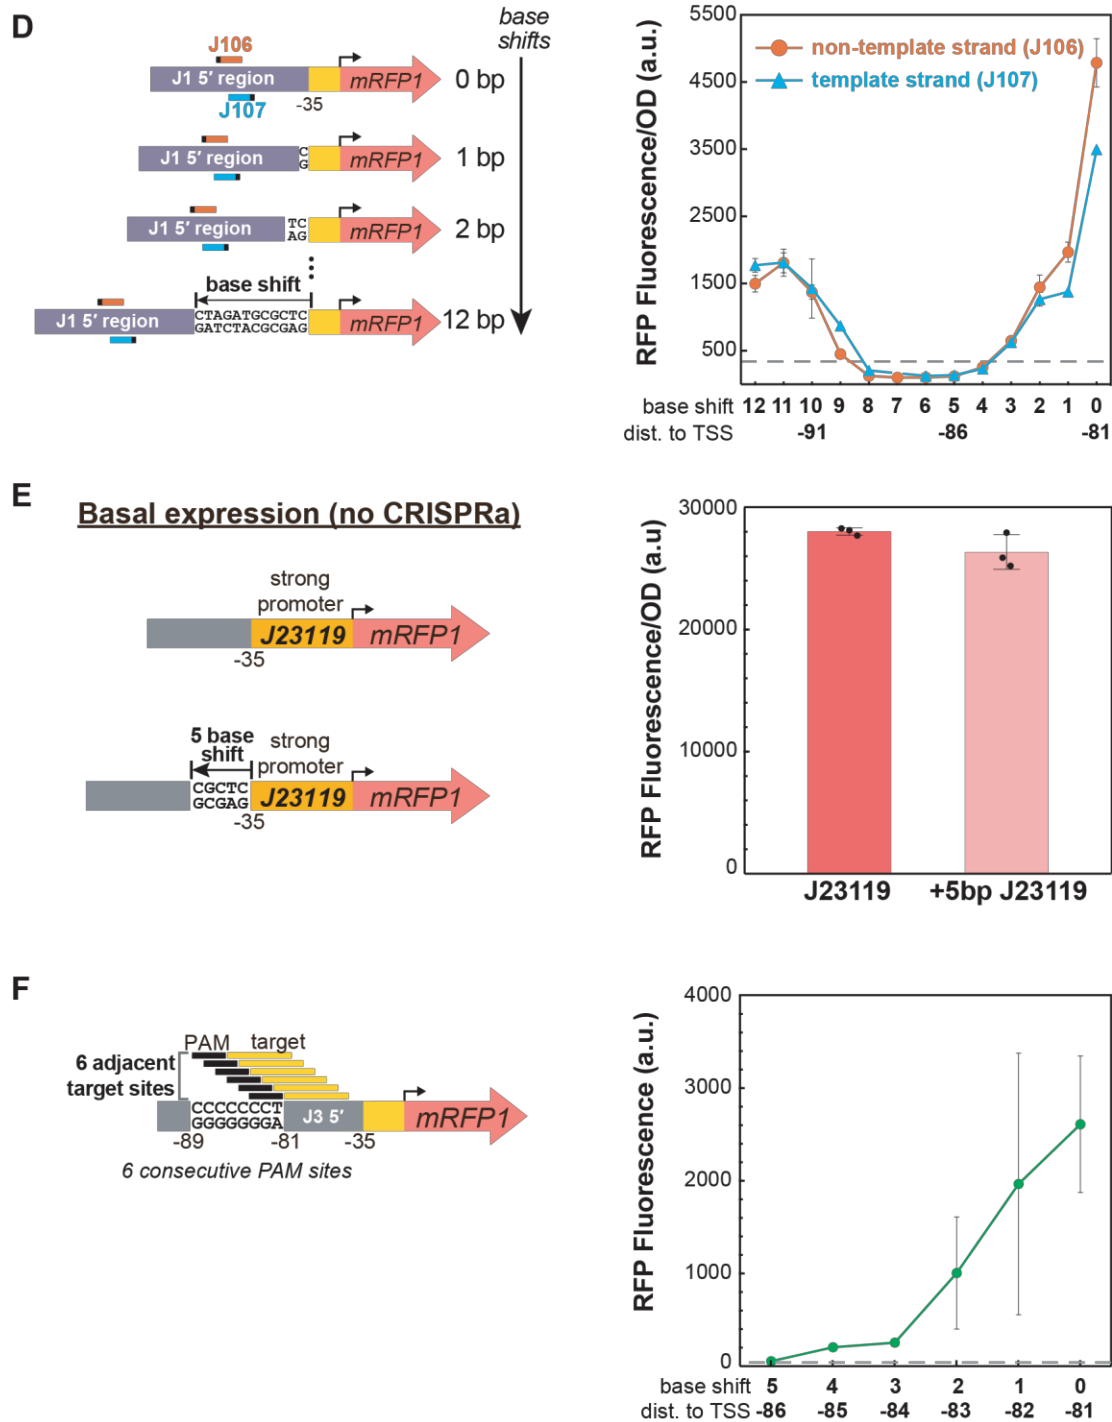 D
base
shifts
J106
J1 5′ region
mRFP1
0 bp
J107
-35
J1 5′ region
C
G
mRFP1
1 bp
J1 5′ region
TC
AG
mRFP1
2 bp
base shift
J1 5′ region
CTAGATGCGCTC
GATCTACGCGAG
mRFP1
12 bp
RFP Fluorescence/OD (a.u.)
5500
4500
3500
2500
1500
500
non-template strand (J106)
template strand (J107)
base shift 12 11 10 9 8 7 6 5 4 3 2 1 0
dist. to TSS -91 -86 -81
E
Basal expression (no CRISPRa)
strong
promoter
J23119
mRFP1
-35
5 base
shift
strong
promoter
CGCTC
GCGAG
J23119
mRFP1
-35
RFP Fluorescence/OD (a.u)
30000
20000
10000
0
J23119 +5bp J23119
F
PAM target
6 adjacent
target sites
CCCCCCCT
GGGGGGGA
J3 5′
mRFP1
-89 -81 -35
6 consecutive PAM sites
RFP Fluorescence (a.u.)
4000
3000
2000
1000
0
base shift 5 4 3 2 1 0
dist. to TSS -86 -85 -84 -83 -82 -81